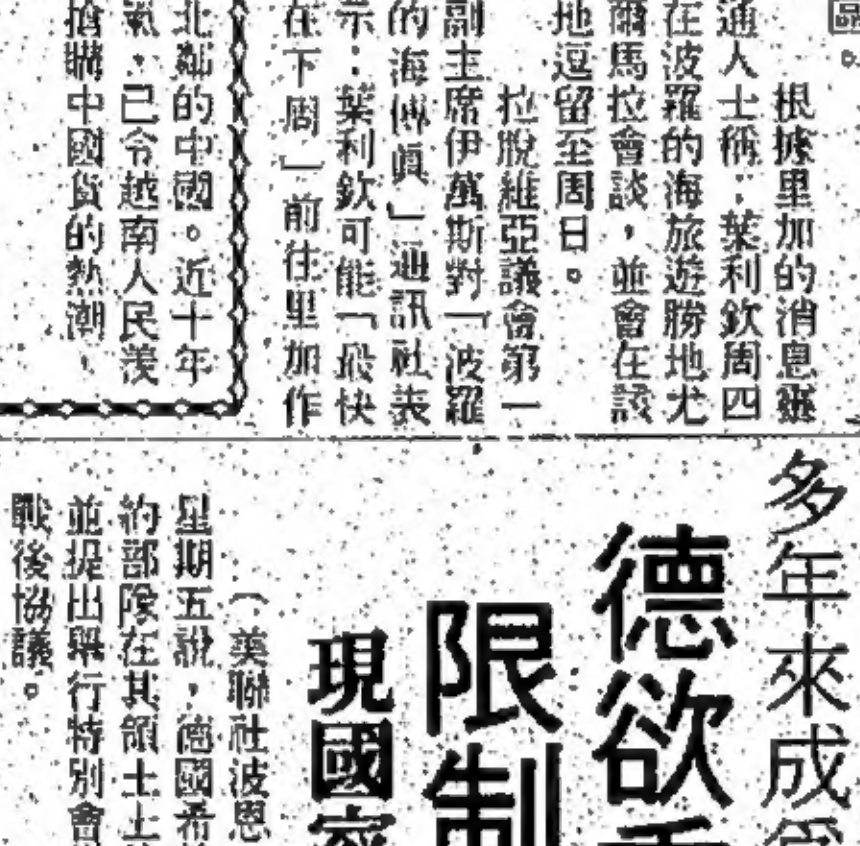 區。
根據里加的消息靈
通人士稱：葉利欽周四
在波羅的海旅遊勝地尤
爾馬拉會談，並會在該
地逗留至周日。
拉脫維亞議會第一
副主席伊萬斯對「波羅
的海傳眞」通訊社表
示：葉利欽可能「最快
在下周」前往里加作
北鄰的中國。近十年
氣，已令越南人民羨
搶購中國貨的熱潮，
多年來成爲
德欲重
限制
現國家
（美聯社波恩
星期五說，德國希
約部隊在其領土上
並提出舉行特別會
戰後協議。